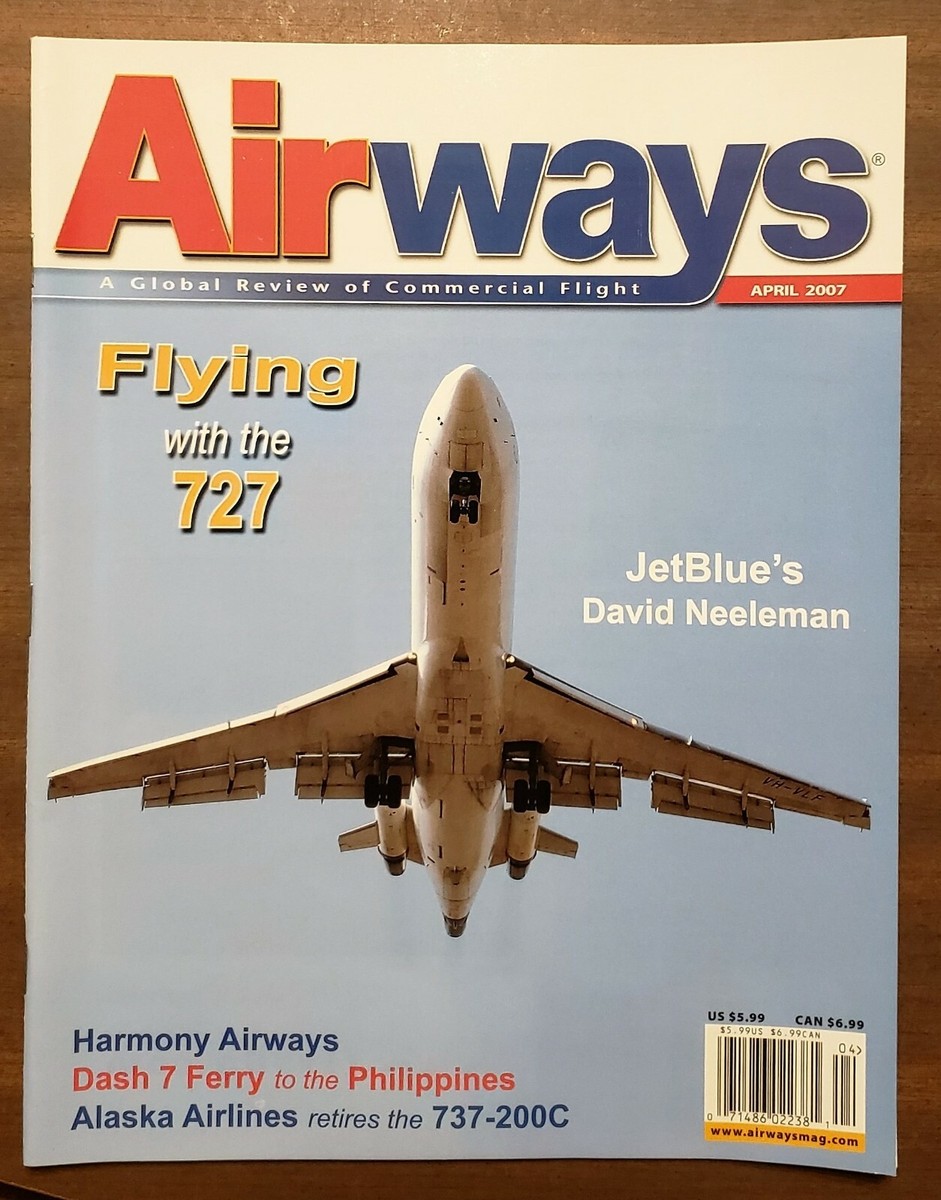 Airways®
A Global Review of Commercial Flight
APRIL 2007
Flying
with the
727
JetBlue's
David Neeleman
VH-VLF
Harmony Airways
Dash 7 Ferry to the Philippines
Alaska Airlines retires the 737-200C
US $5.99 CAN $6.99
$5.99US $6.99CAN
04>
0 71486 02238 1
www.airwaysmag.com